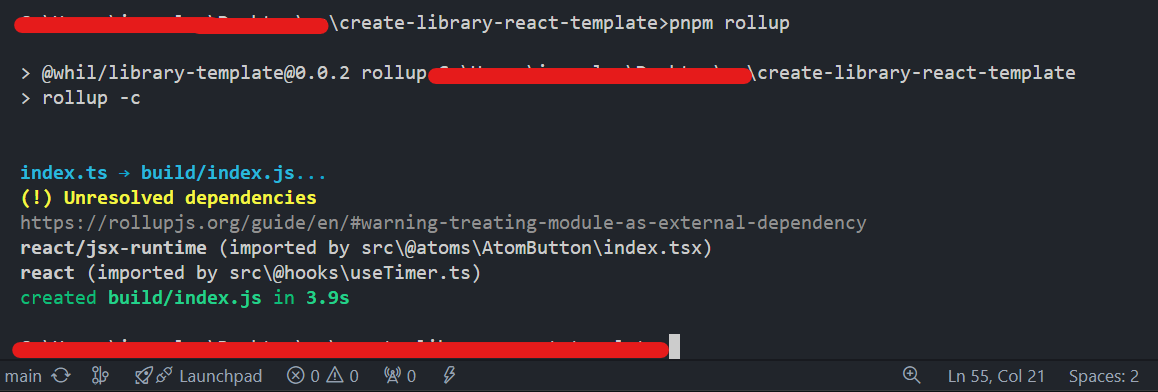 \create-library-react-template>pnpm rollup
> @whil/library-template@0.0.2 rollup \create-library-react-template
> rollup -c
index.ts → build/index.js...
(!) Unresolved dependencies
https://rollupjs.org/guide/en/#warning-treating-module-as-external-dependency
react/jsx-runtime (imported by src\@atoms\AtomButton\index.tsx)
react (imported by src\@hooks\useTimer.ts)
created build/index.js in 3.9s
main Launchpad 0 0 0 Ln 55, Col 21 Spaces: 2